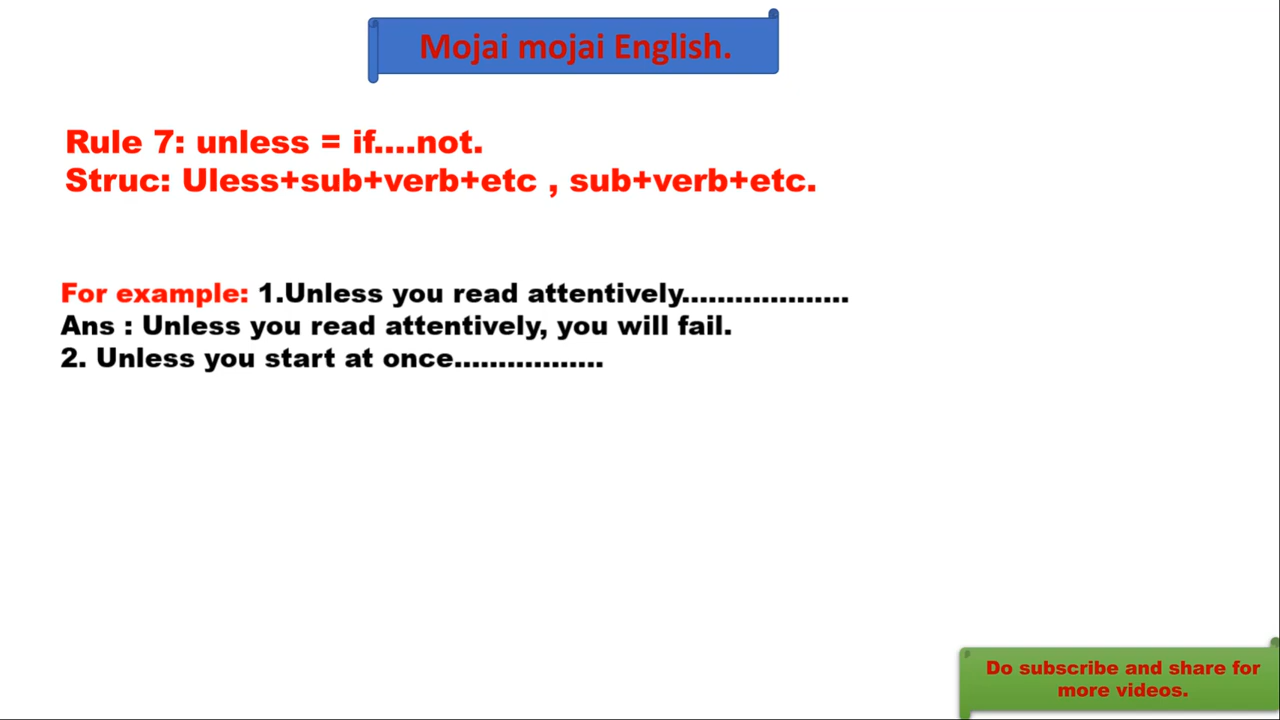 Mojai mojai English.
Rule 7: unless = if....not.
Struc: Uless+sub+verb+etc , sub+verb+etc.
For example: 1.Unless you read attentively...................
Ans : Unless you read attentively, you will fail.
2. Unless you start at once.................
Do subscribe and share for
more videos.